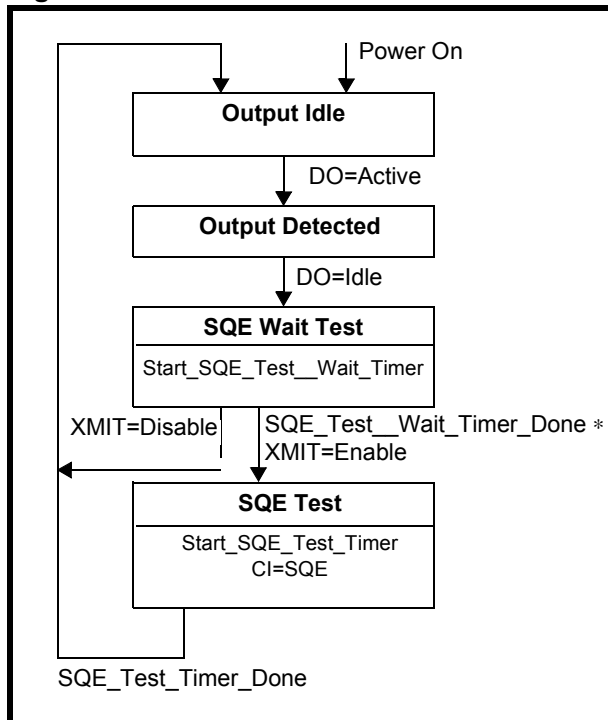 Power On
Output Idle
DO=Active
Output Detected
DO=Idle
SQE Wait Test
Start_SQE_Test__Wait_Timer
XMIT=Disable
SQE_Test__Wait_Timer_Done *
XMIT=Enable
SQE Test
Start_SQE_Test_Timer
CI=SQE
SQE_Test_Timer_Done